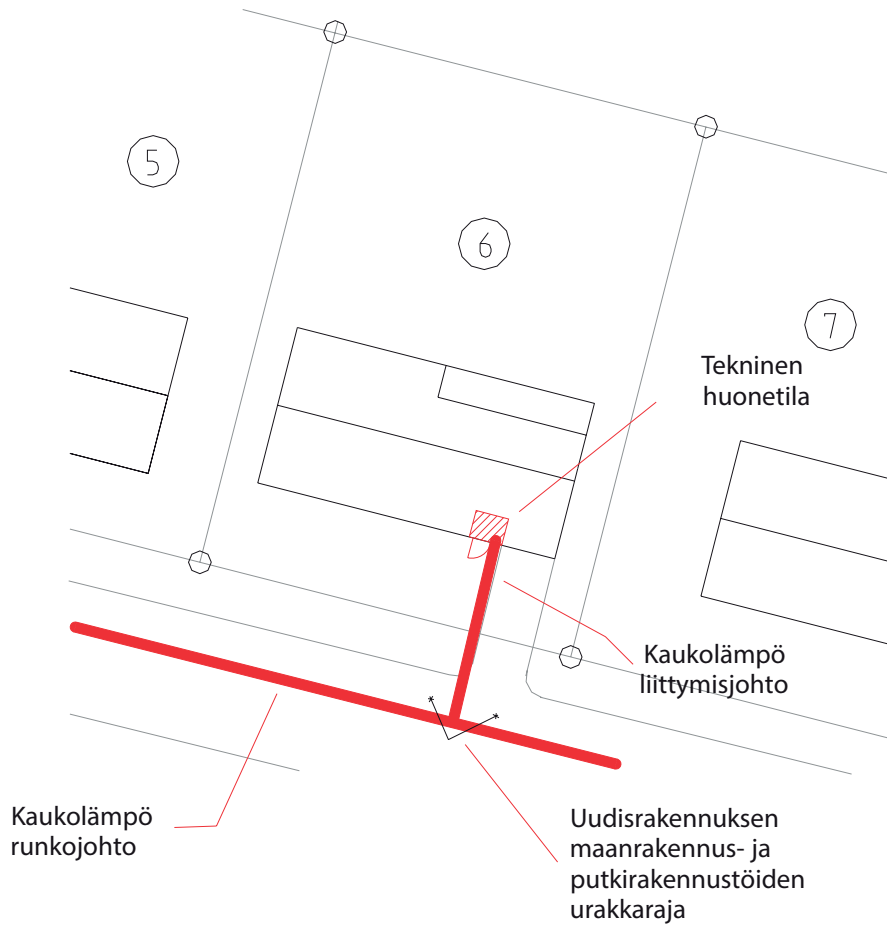 5
6
7
Tekninen
huonetila
Kaukolämpö
liittymisjohto
Kaukolämpö
runkojohto
Uudisrakennuksen
maanrakennus- ja
putkirakennustöiden
urakkaraja